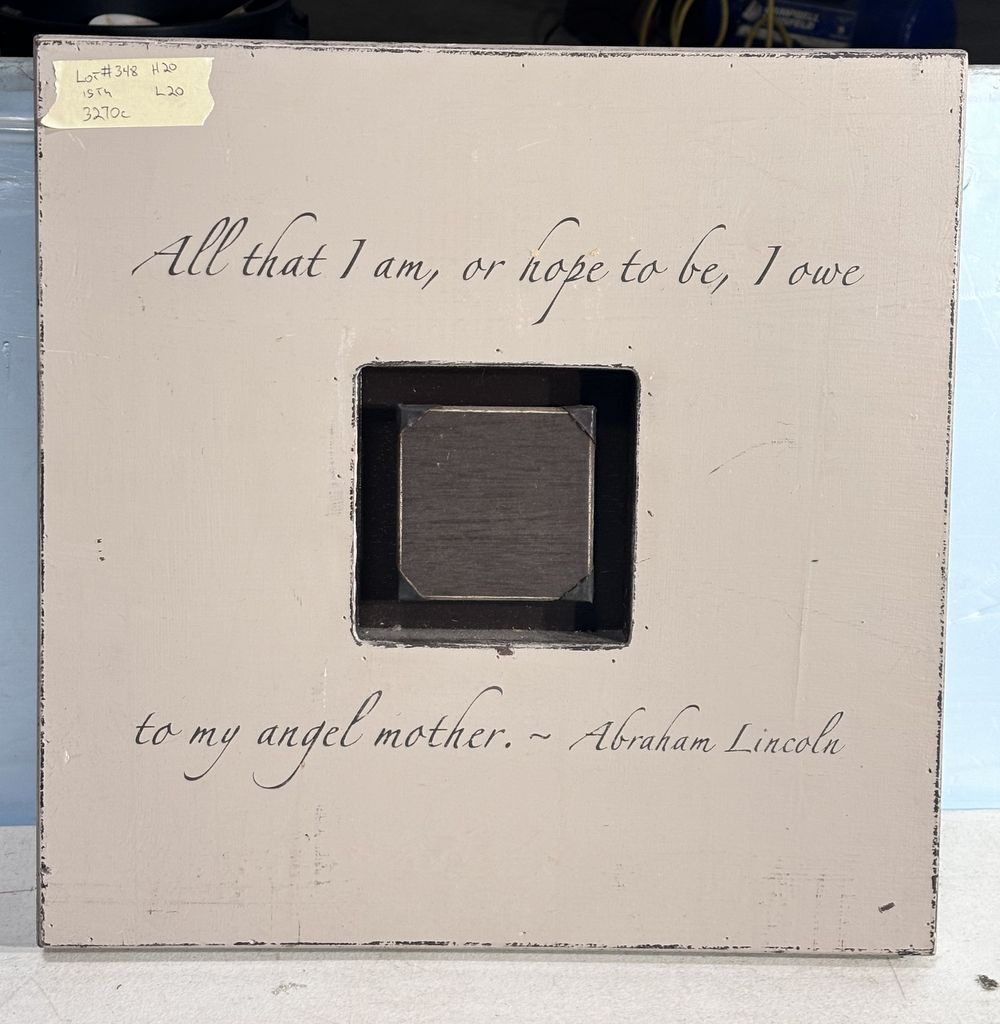 Lot #348 H20
15Th L20
3270c
All that I am, or hope to be, I owe
to my angel mother. ~ Abraham Lincoln